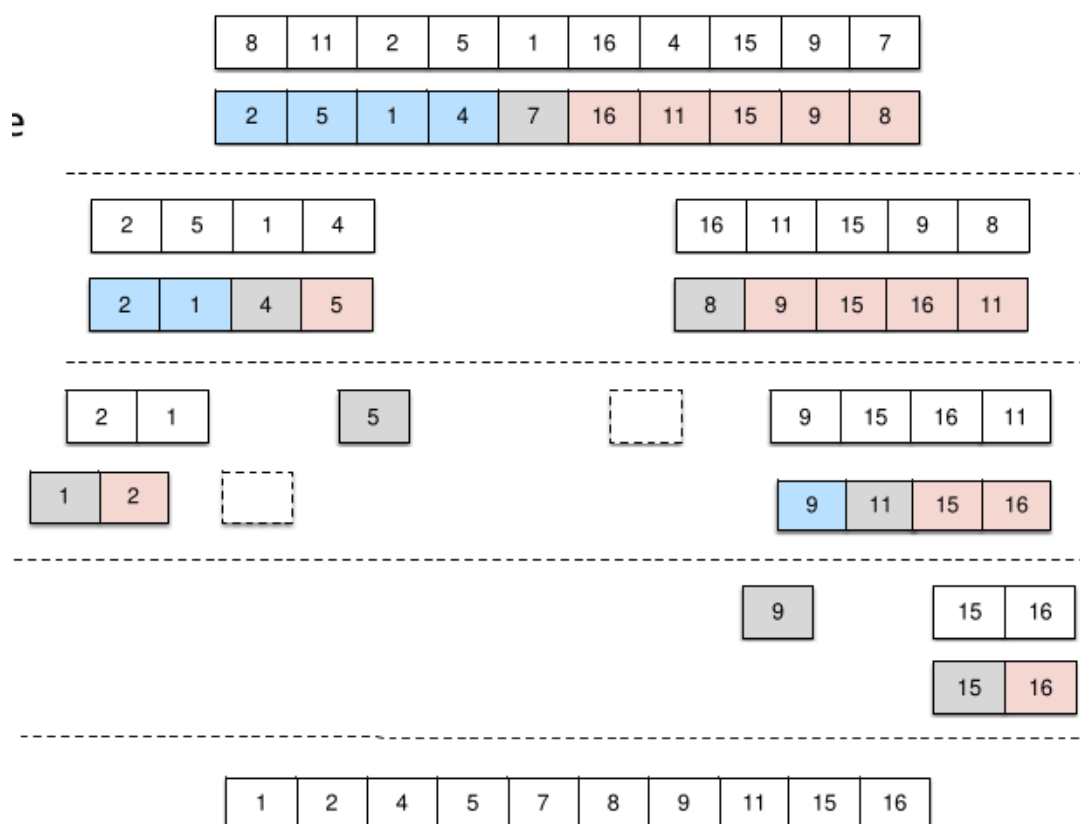 8 11 2 5 1 16 4 15 9 7
e
2 5 1 4 7 16 11 15 9 8
2 5 1 4 16 11 15 9 8
2 1 4 5 8 9 15 16 11
2 1 5 9 15 16 11
1 2 9 11 15 16
9 15 16
15 16
1 2 4 5 7 8 9 11 15 16